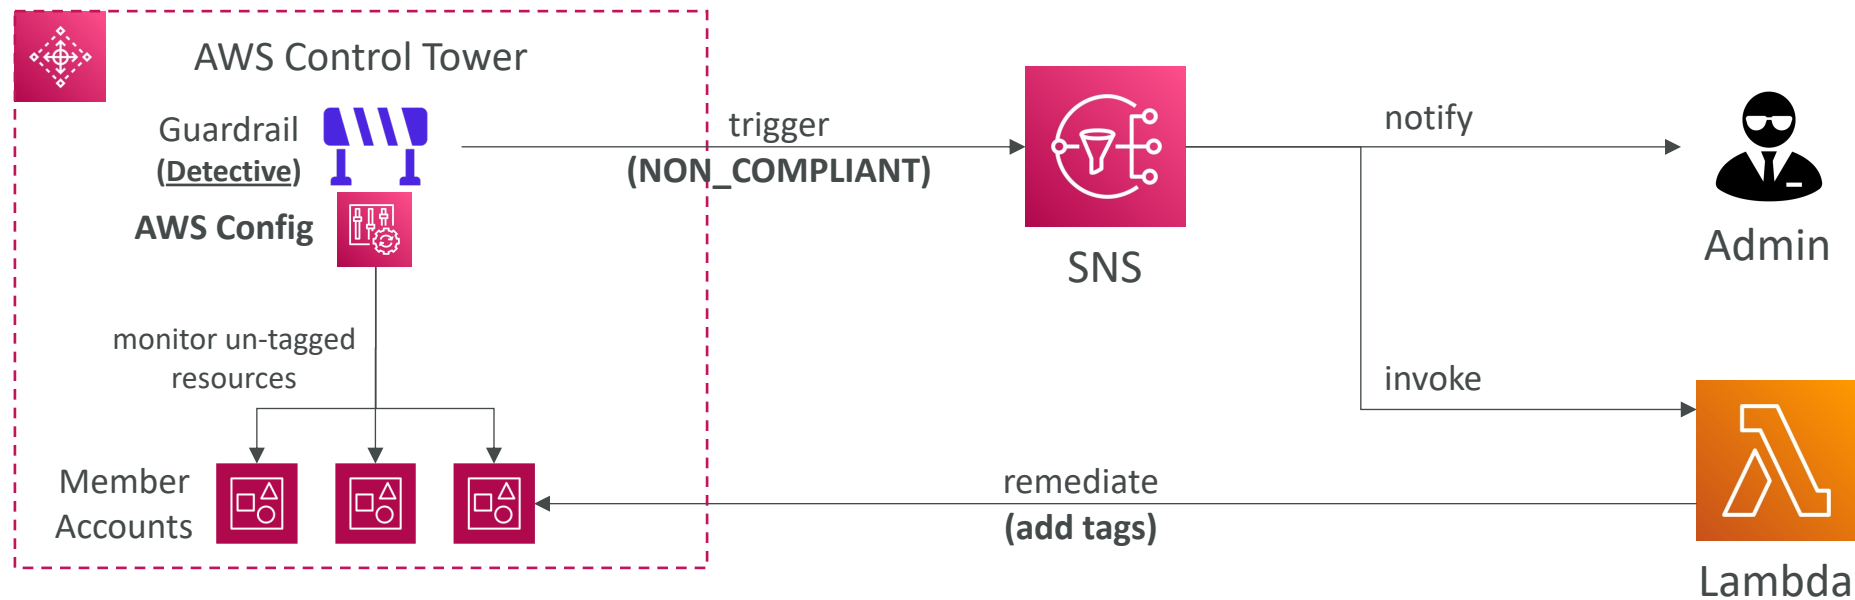 AWS Control Tower
Guardrail
(Detective)
AWS Config
monitor un-tagged
resources
Member
Accounts
trigger
(NON_COMPLIANT)
SNS
notify
Admin
invoke
Lambda
remediate
(add tags)